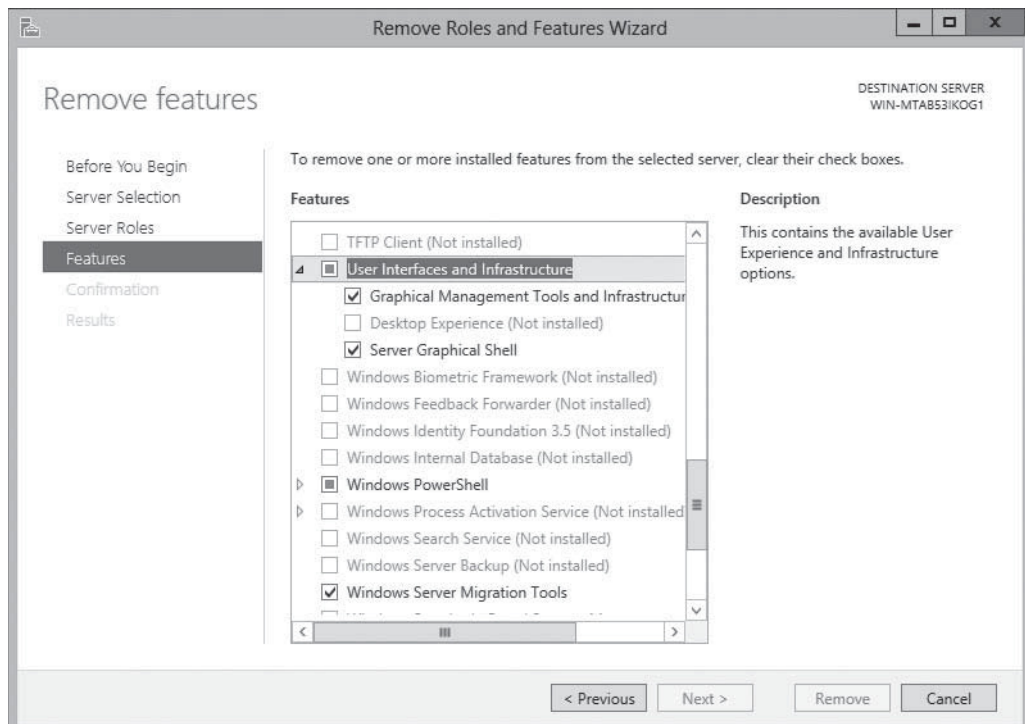 Remove Roles and Features Wizard
Remove features
DESTINATION SERVER
WIN-MTAB53IKOG1
Before You Begin
Server Selection
Server Roles
Features
Confirmation
Results
To remove one or more installed features from the selected server, clear their check boxes.
Features
TFTP Client (Not installed)
User Interfaces and Infrastructure
Graphical Management Tools and Infrastructur
Desktop Experience (Not installed)
Server Graphical Shell
Windows Biometric Framework (Not installed)
Windows Feedback Forwarder (Not installed)
Windows Identity Foundation 3.5 (Not installed)
Windows Internal Database (Not installed)
Windows PowerShell
Windows Process Activation Service (Not installed
Windows Search Service (Not installed)
Windows Server Backup (Not installed)
Windows Server Migration Tools
Description
This contains the available User
Experience and Infrastructure
options.
< Previous
Next >
Remove
Cancel